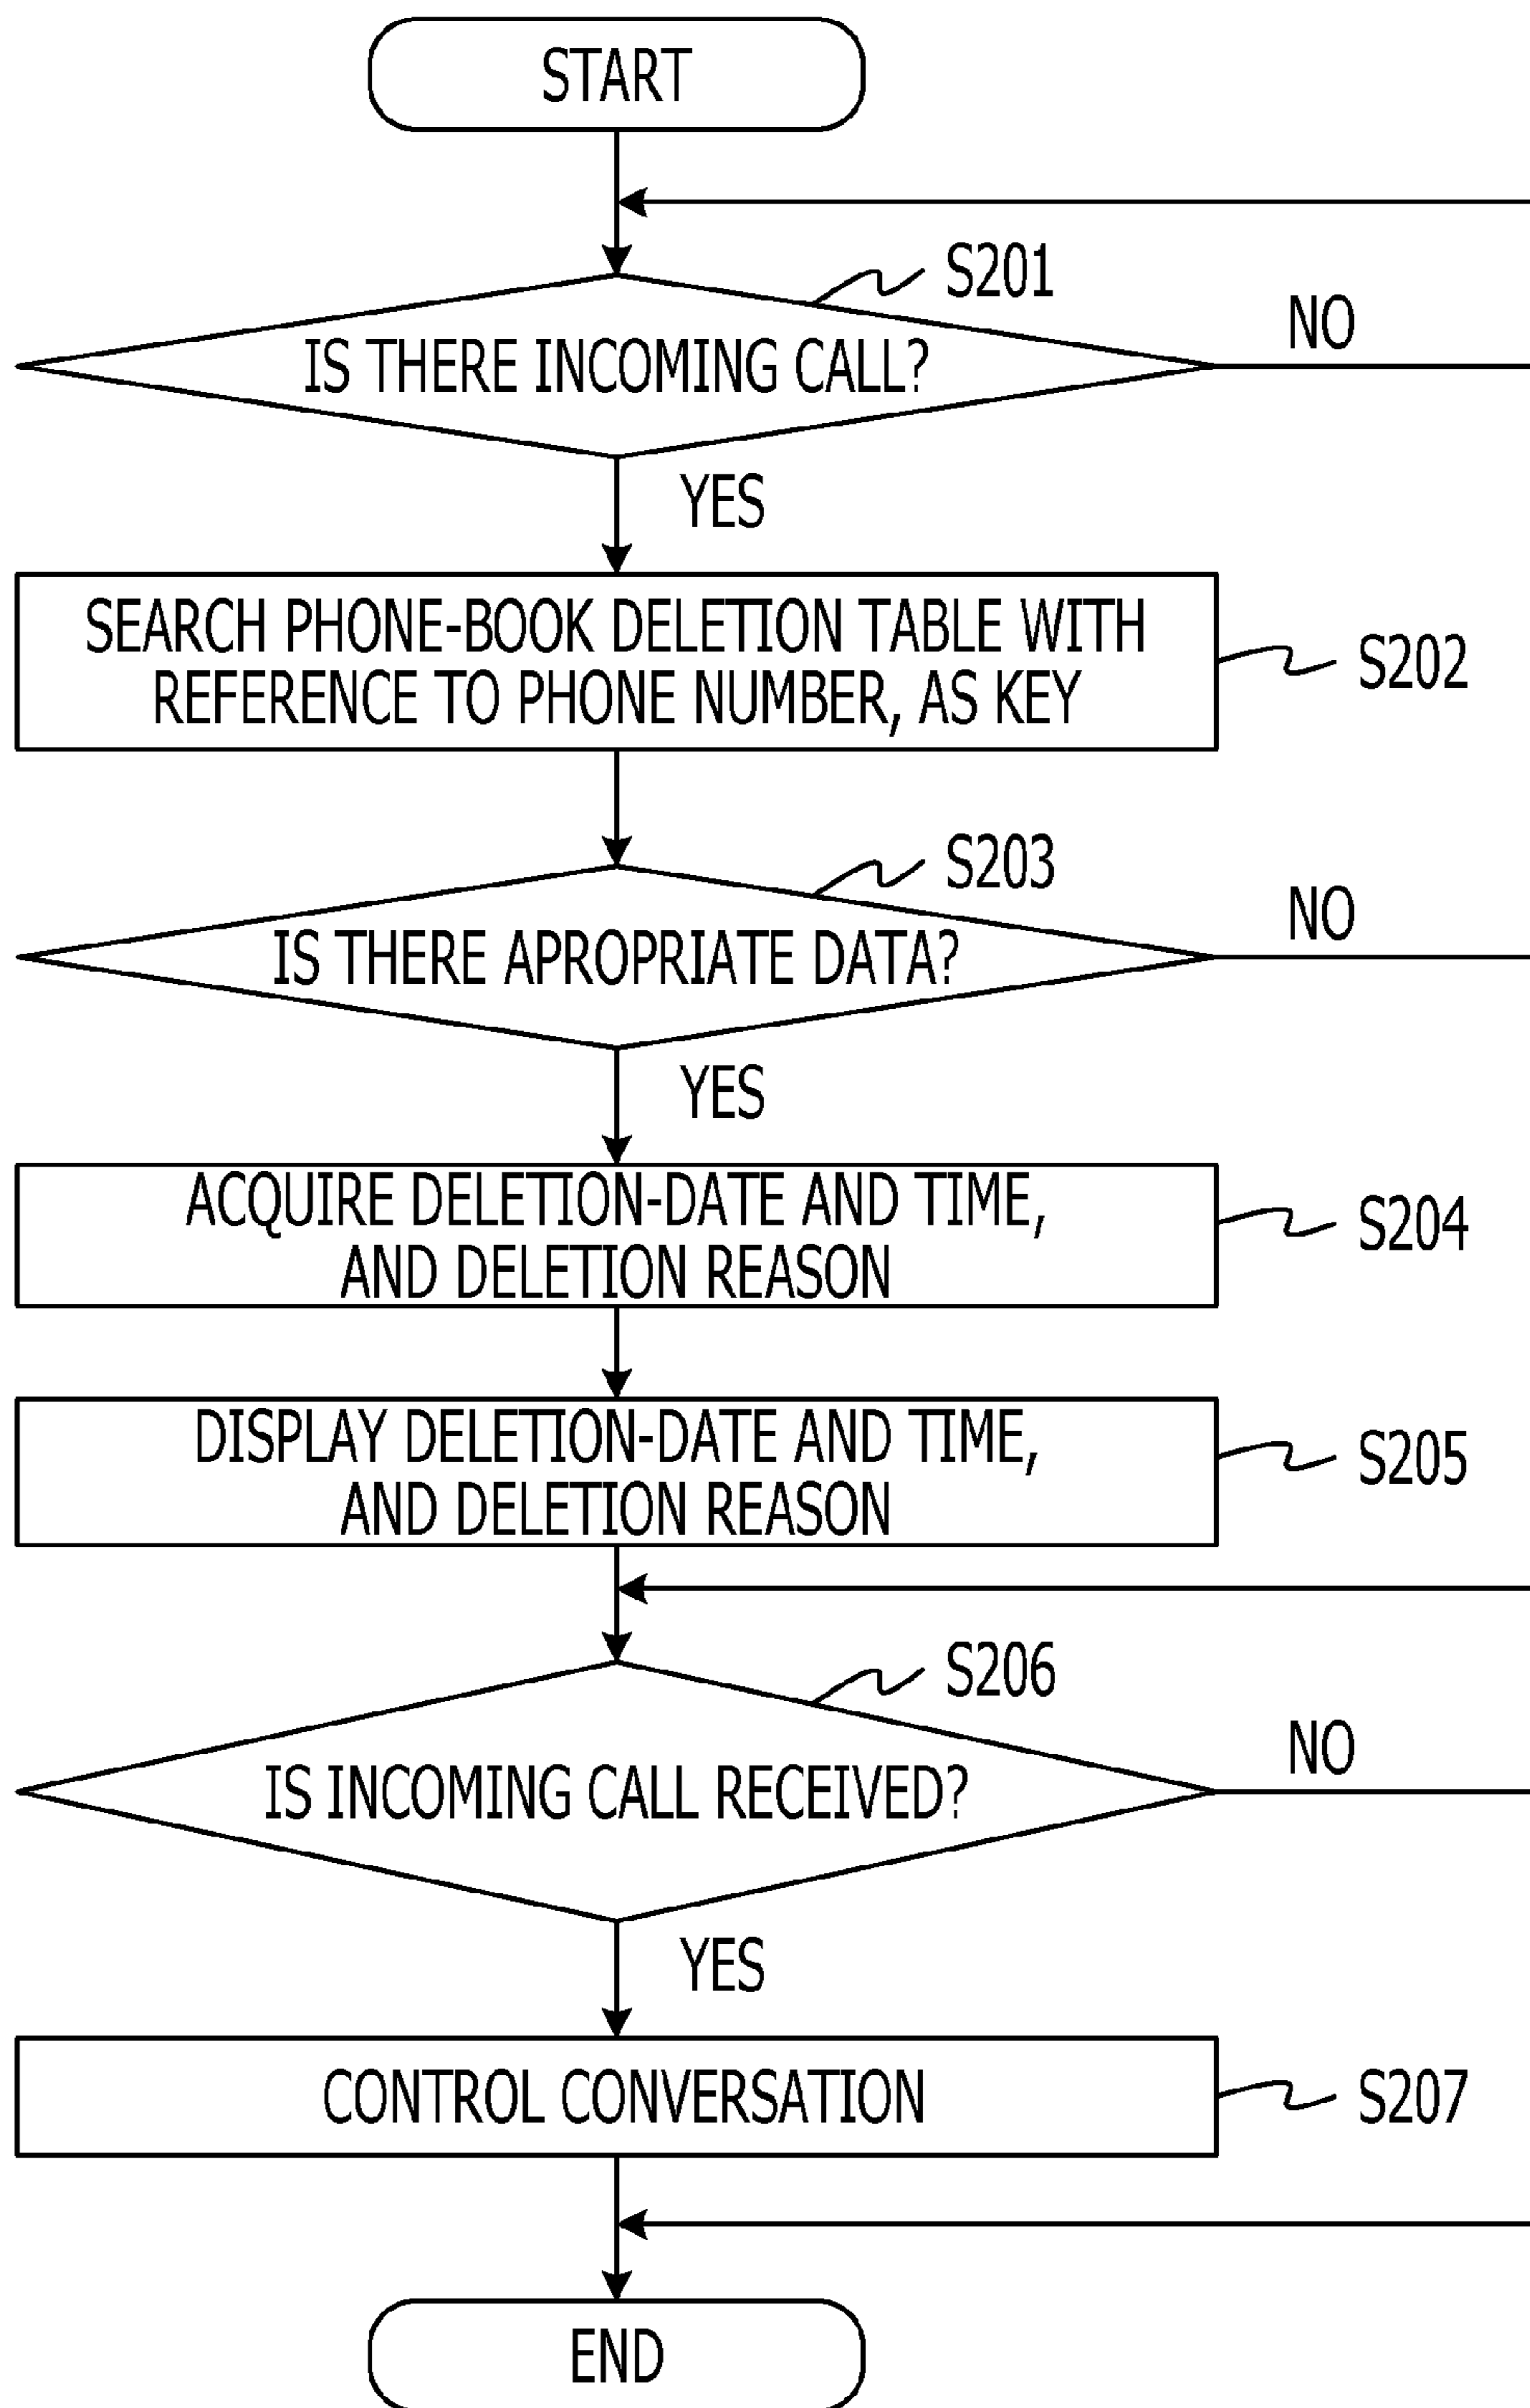 START
S201
IS THERE INCOMING CALL?
NO
YES
SEARCH PHONE-BOOK DELETION TABLE WITH
REFERENCE TO PHONE NUMBER, AS KEY
S202
S203
IS THERE APROPRIATE DATA?
NO
YES
ACQUIRE DELETION-DATE AND TIME,
AND DELETION REASON
S204
DISPLAY DELETION-DATE AND TIME,
AND DELETION REASON
S205
S206
IS INCOMING CALL RECEIVED?
NO
YES
CONTROL CONVERSATION
S207
END